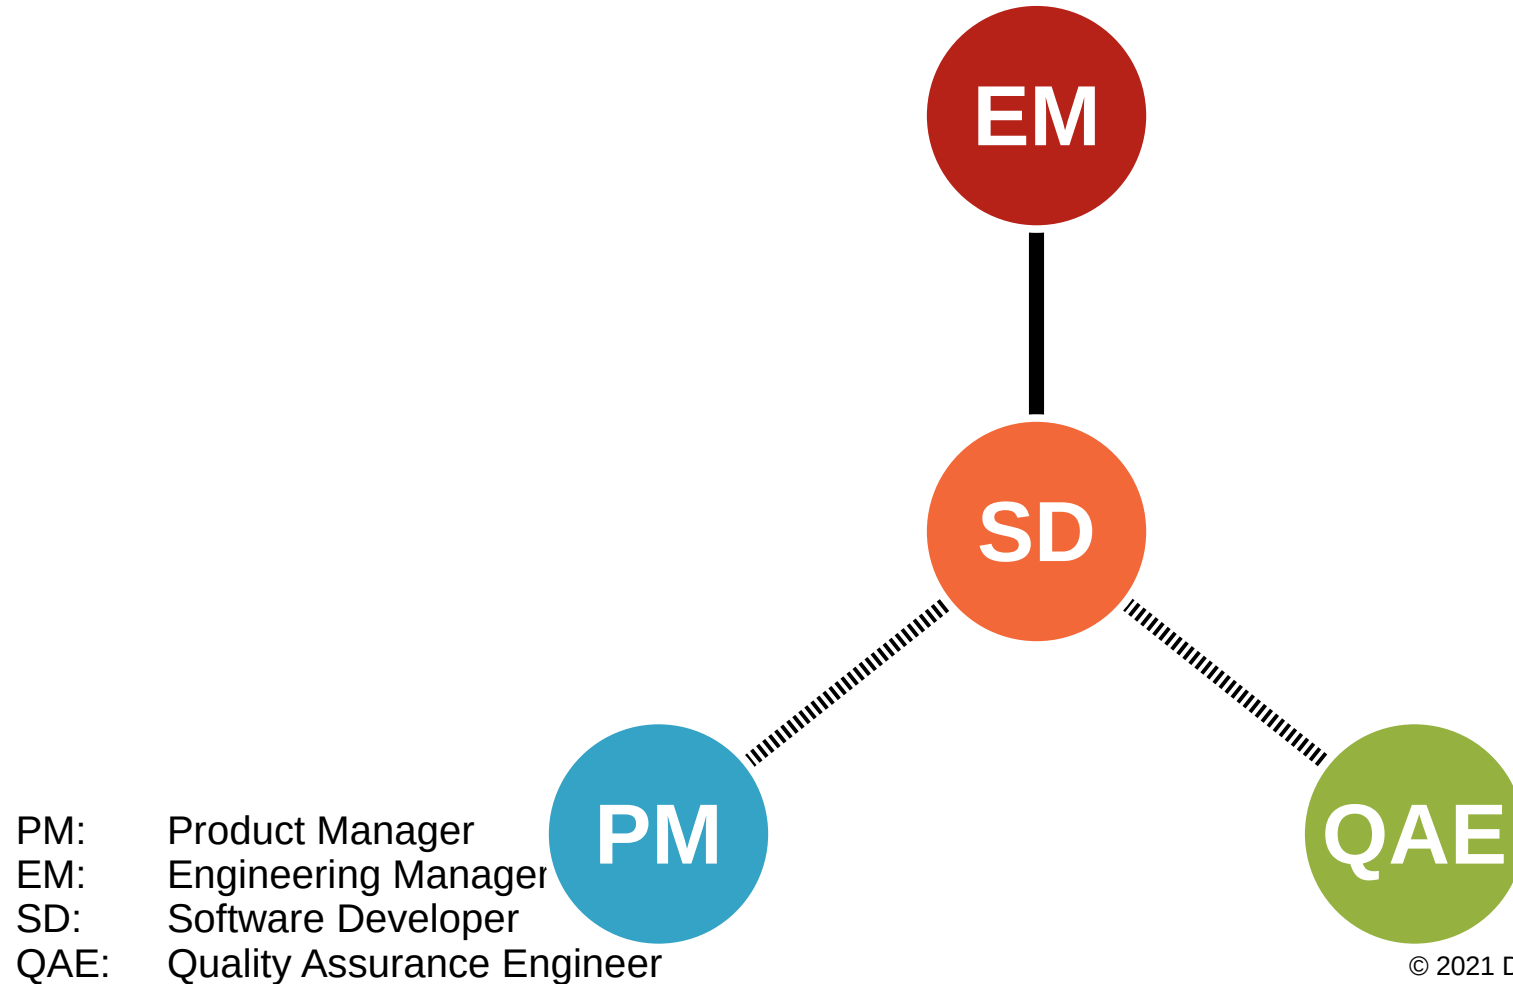 EM
SD
PM
QAE
PM: Product Manager
EM: Engineering Manager
SD: Software Developer
QAE: Quality Assurance Engineer
© 2021 D